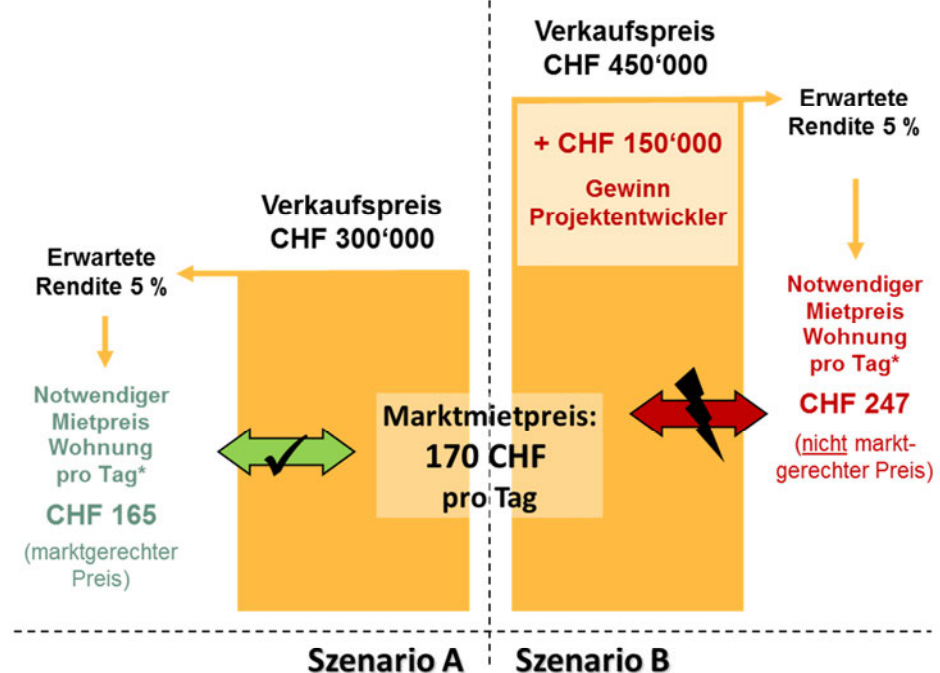 Verkaufspreis
CHF 300‘000
Erwartete
Rendite 5 %
Notwendiger
Mietpreis
Wohnung
pro Tag*
CHF 165
(marktgerechter
Preis)
Marktmietpreis:
170 CHF
pro Tag
Verkaufspreis
CHF 450‘000
+ CHF 150‘000
Gewinn
Projektentwickler
Erwartete
Rendite 5 %
Notwendiger
Mietpreis
Wohnung
pro Tag*
CHF 247
(nicht markt-
gerechter Preis)
Szenario A
Szenario B